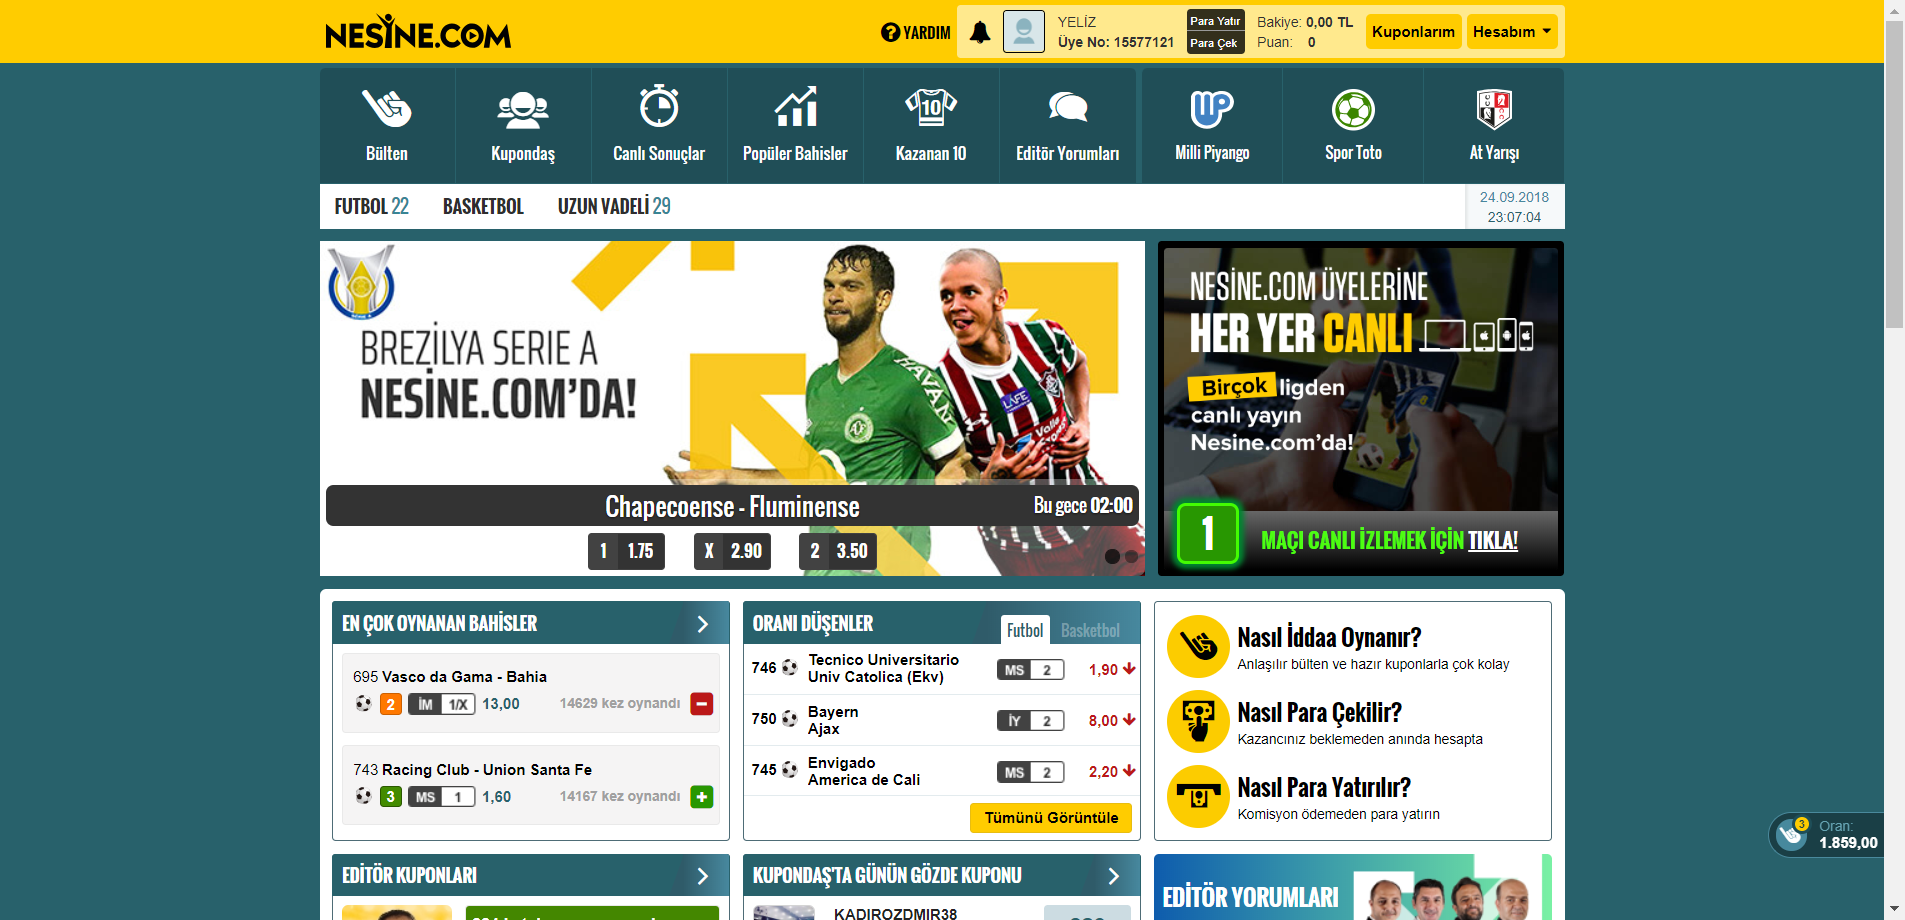 NESİNE.COM
YARDIM
YELİZ
Üye No: 15577121
Para Yatır
Para Çek
Bakiye: 0,00 TL
Puan: 0
Kuponlarım
Hesabım
Bülten
Kupondaş
Canlı Sonuçlar
Popüler Bahisler
10
Kazanan 10
Editör Yorumları
Milli Piyango
Spor Toto
At Yarışı
FUTBOL 22
BASKETBOL
UZUN VADELİ 29
24.09.2018
23:07:04
BREZİLYA SERIE A
NESİNE.COM'DA!
HAVAN
LAFE
Valle
Chapecoense - Fluminense
Bu gece 02:00
1 1.75
X 2.90
2 3.50
NESİNE.COM ÜYELERİNE
HER YER CANLI
Birçok ligden
canlı yayın
Nesine.com'da!
1
MAÇI CANLI İZLEMEK İÇİN TIKLA!
EN ÇOK OYNANAN BAHİSLER
695 Vasco da Gama - Bahia
2 İM 1/X 13,00 14629 kez oynandı
743 Racing Club - Union Santa Fe
3 MS 1 1,60 14167 kez oynandı
ORANI DÜŞENLER
Futbol
Basketbol
746 Tecnico Universitario
Univ Catolica (Ekv)
MS 2 1,90
750 Bayern
Ajax
İY 2 8,00
745 Envigado
America de Cali
MS 2 2,20
Tümünü Görüntüle
Nasıl İddaa Oynanır?
Anlaşılır bülten ve hazır kuponlarla çok kolay
Nasıl Para Çekilir?
Kazancınız beklemeden anında hesapta
Nasıl Para Yatırılır?
Komisyon ödemeden para yatırın
3
Oran:
1.859,00
EDİTÖR KUPONLARI
KUPONDAŞ'TA GÜNÜN GÖZDE KUPONU
KADIROZDMIR38
EDİTÖR YORUMLARI